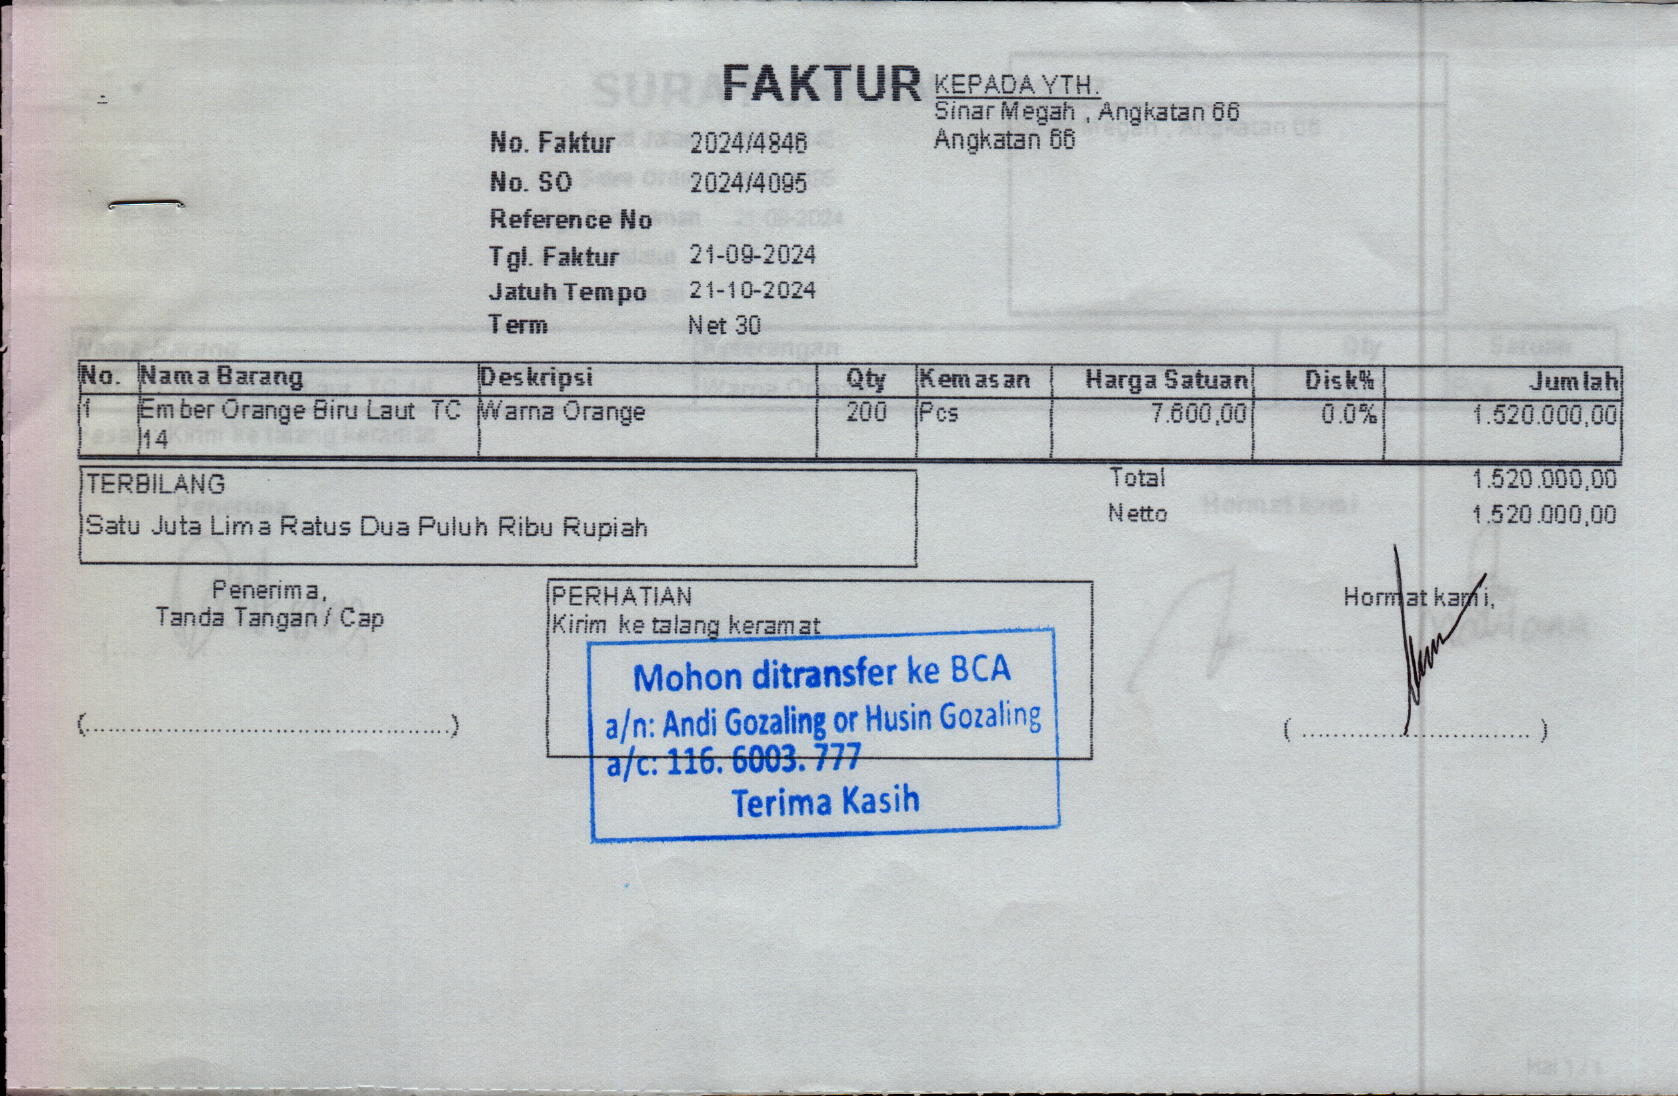 FAKTUR
KEPADA YTH.
Sinar Megah , Angkatan 66
Angkatan 66
No. Faktur 2024/4846
No. SO 2024/4095
Reference No
Tgl. Faktur 21-09-2024
Jatuh Tempo 21-10-2024
Term Net 30
No. Nama Barang Deskripsi Qty Kemasan Harga Satuan Disk% Jumlah
1 Ember Orange Biru Laut TC Warna Orange 200 Pcs 7.600,00 0.0% 1.520.000,00
14
TERBILANG
Satu Juta Lima Ratus Dua Puluh Ribu Rupiah
Total 1.520.000,00
Netto 1.520.000,00
Penerima,
Tanda Tangan / Cap
(................................................)
PERHATIAN
Kirim ke talang keramat
Mohon ditransfer ke BCA
a/n: Andi Gozaling or Husin Gozaling
a/c: 116. 6003. 777
Terima Kasih
Hormat kami,
( ............................. )